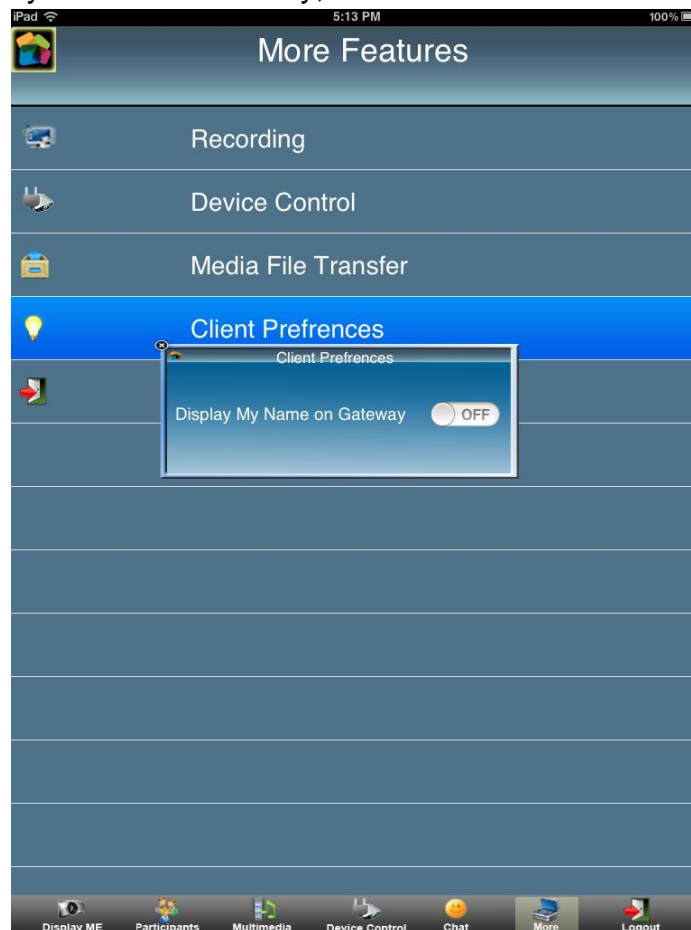 iPad 5:13 PM 100%
More Features
Recording
Device Control
Media File Transfer
Client Prefrences
Client Prefrences
Display My Name on Gateway OFF
Display ME Participants Multimedia Device Control Chat More Logout